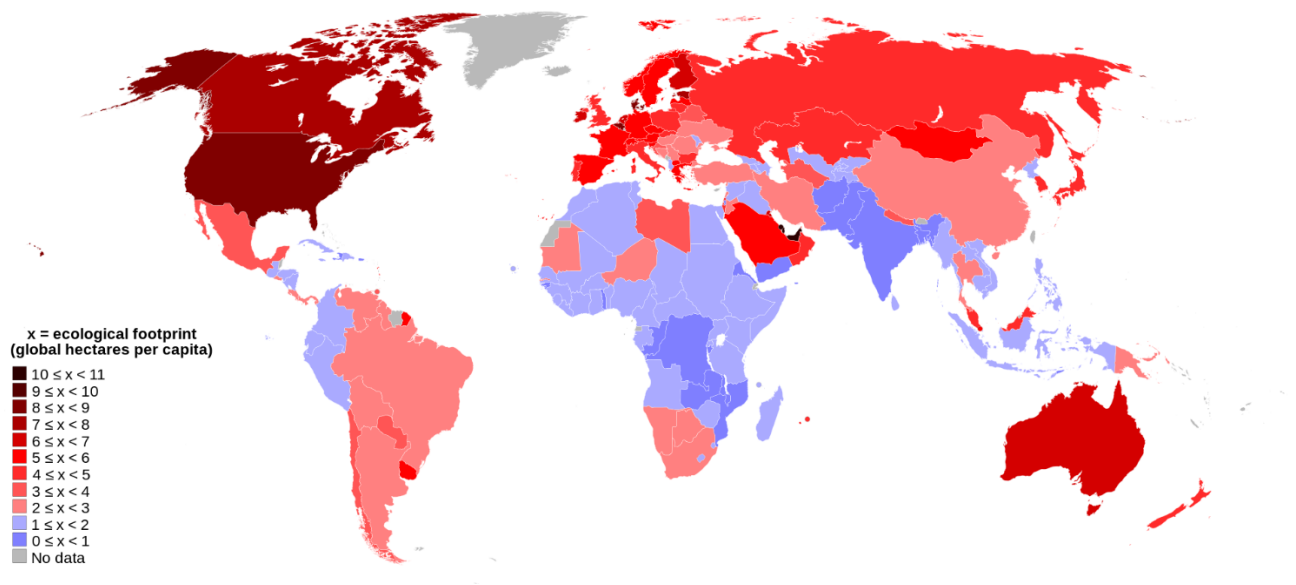 x = ecological footprint
(global hectares per capita)
10 ≤ x < 11
9 ≤ x < 10
8 ≤ x < 9
7 ≤ x < 8
6 ≤ x < 7
5 ≤ x < 6
4 ≤ x < 5
3 ≤ x < 4
2 ≤ x < 3
1 ≤ x < 2
0 ≤ x < 1
No data